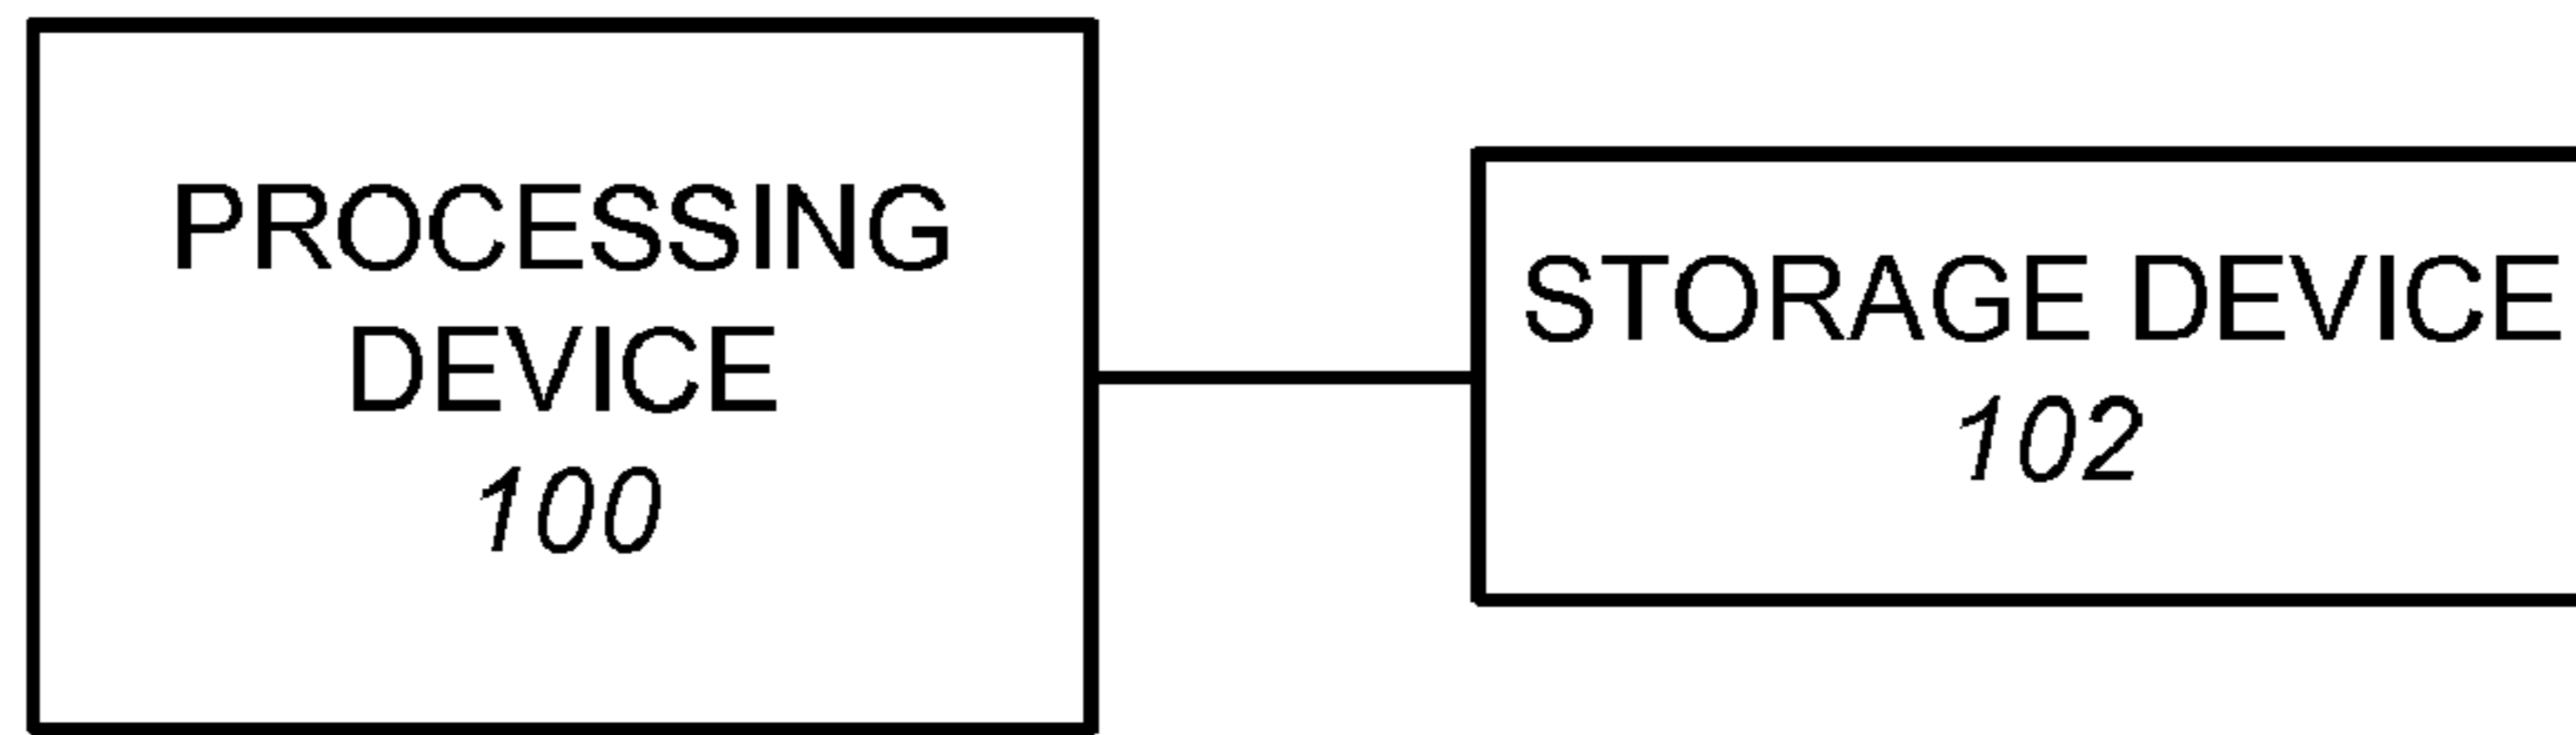 PROCESSING
DEVICE
100
STORAGE DEVICE
102